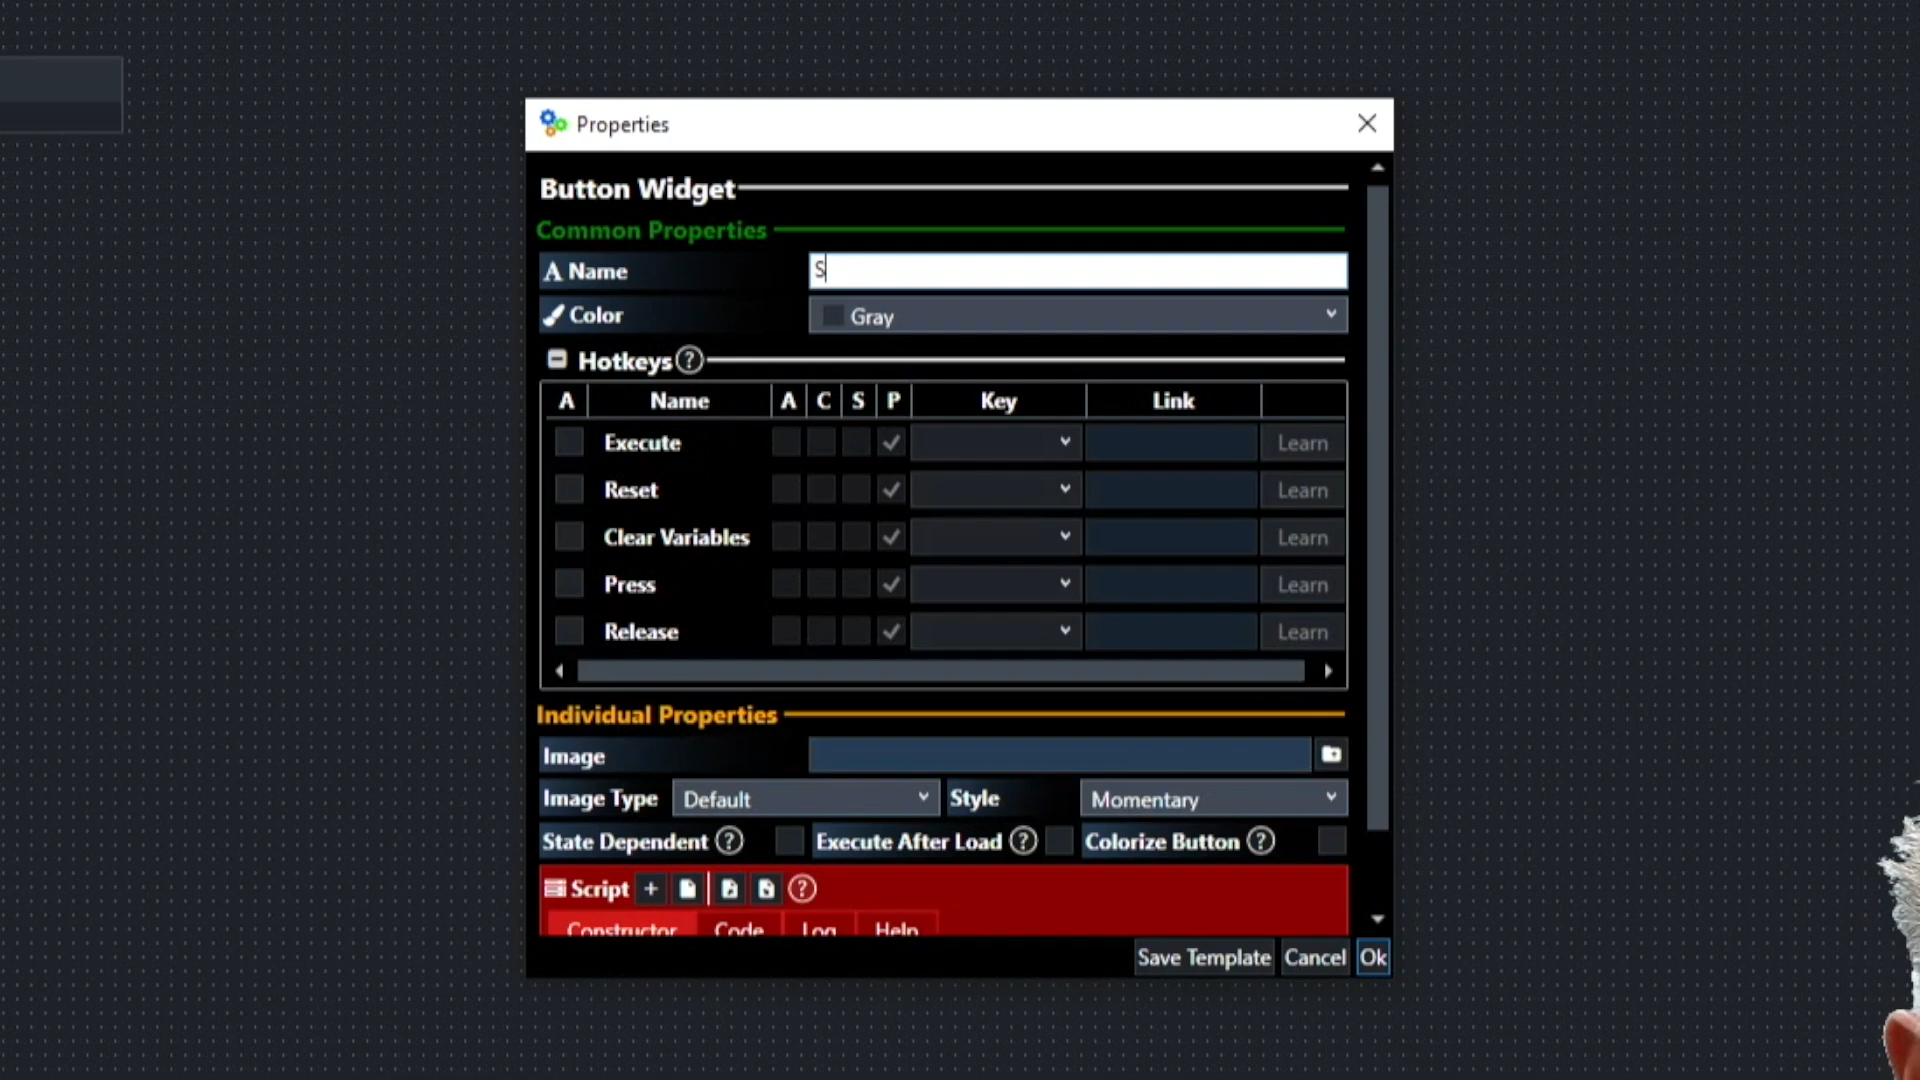 Properties
Button Widget
Common Properties
A Name S
Color Gray
Hotkeys ?
A Name A C S P Key Link
Execute Learn
Reset Learn
Clear Variables Learn
Press Learn
Release Learn
Individual Properties
Image
Image Type Default Style Momentary
State Dependent ? Execute After Load ? Colorize Button ?
Script + ?
Constructor Code Log Help
Save Template Cancel Ok